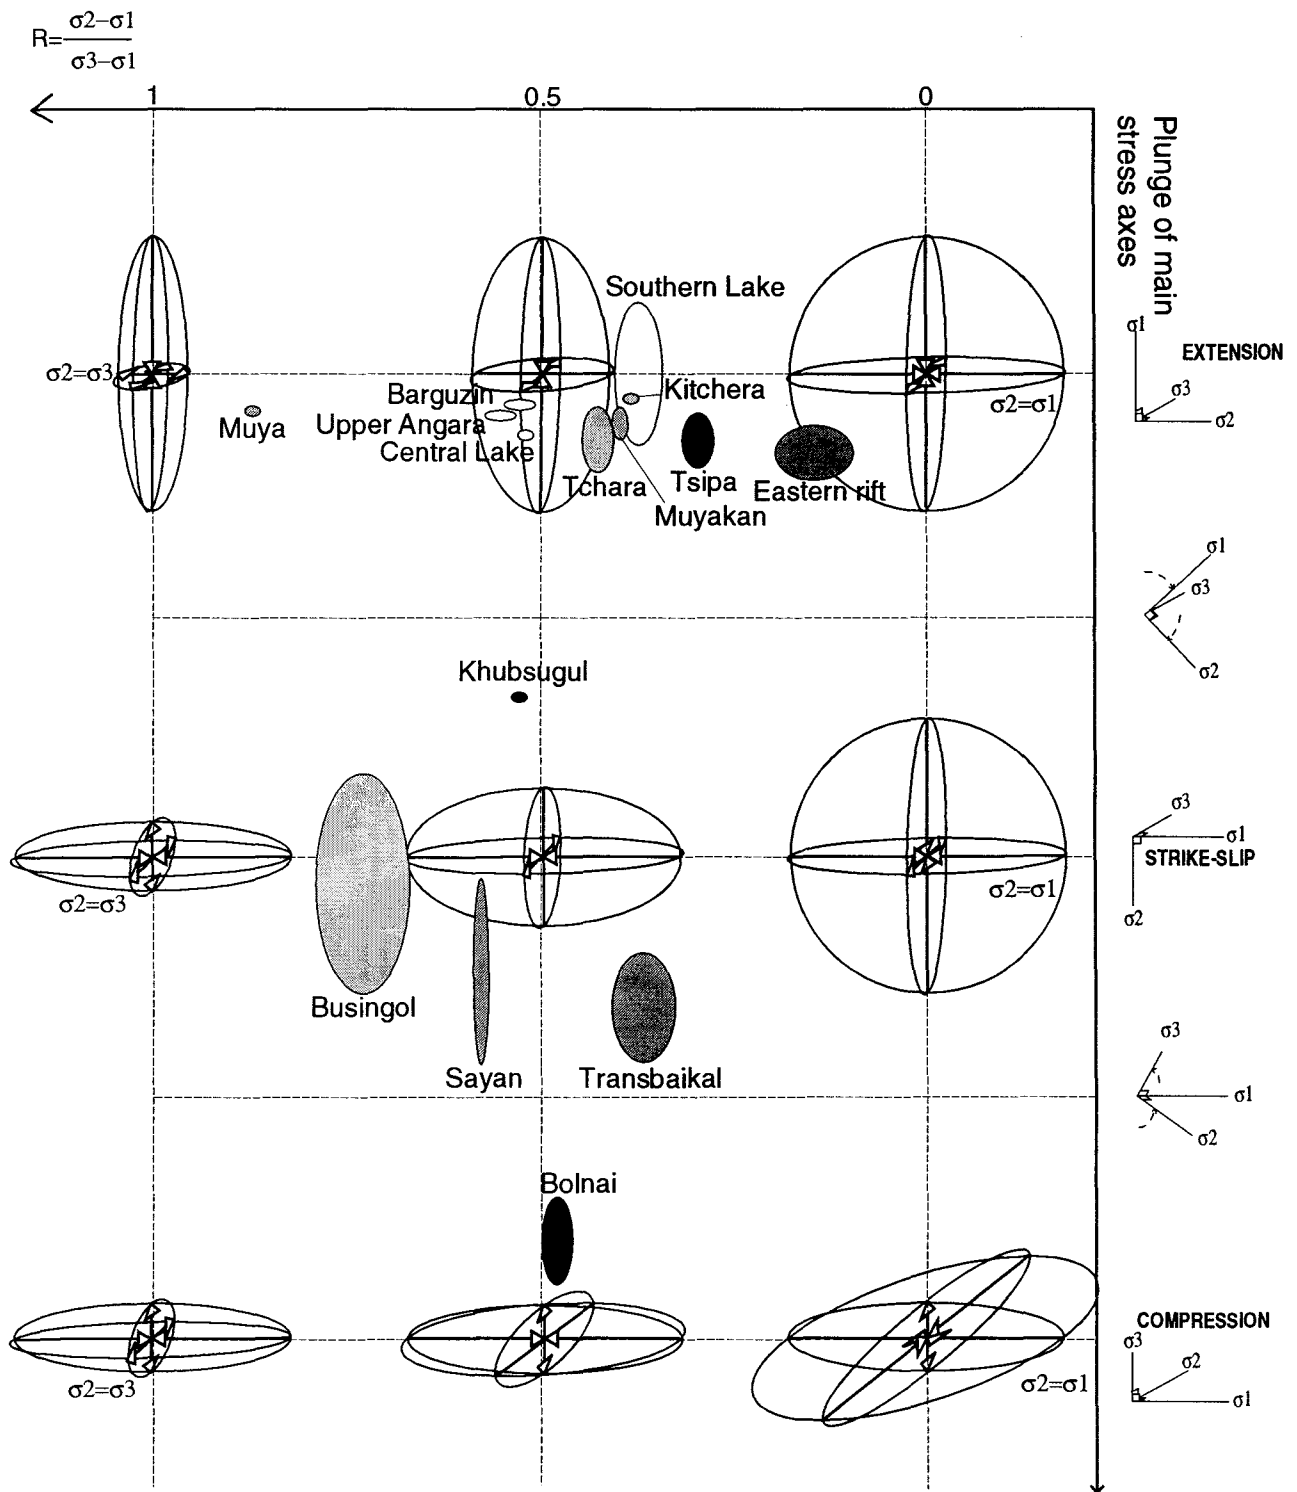 R=
σ2−σ1
σ3−σ1
1
0.5
0
Plunge of main
stress axes
Southern Lake
σ1
EXTENSION
σ3
σ2
σ2=σ3
Barguzin
Kitchera
σ2=σ1
Muya
Upper Angara
Central Lake
Tchara
Tsipa
Eastern rift
Muyakan
σ1
σ3
σ2
Khubsugul
σ3
σ1
STRIKE-SLIP
σ2
σ2=σ3
σ2=σ1
Busingol
Sayan
Transbaikal
σ3
σ1
σ2
Bolnai
COMPRESSION
σ3
σ2
σ1
σ2=σ3
σ2=σ1